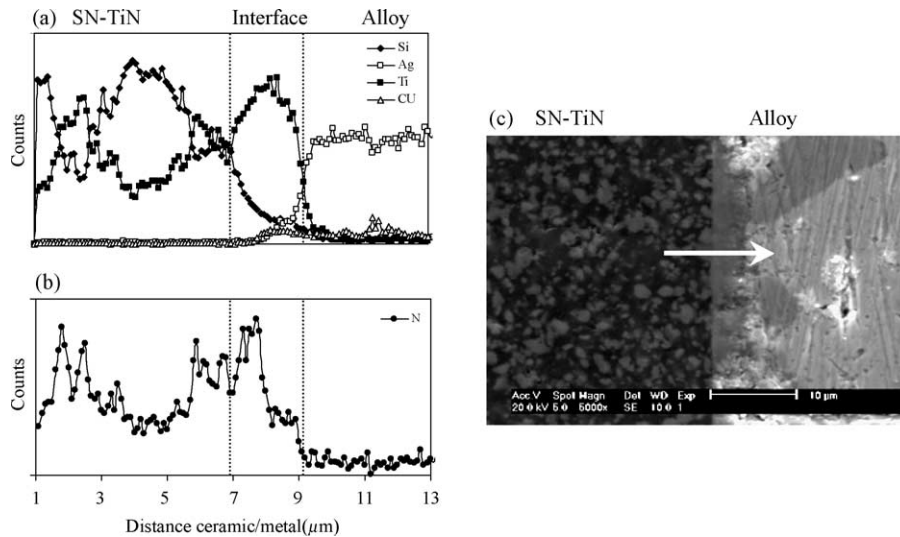 (a) SN-TiN Interface Alloy
Si
Ag
Ti
CU
Counts
(b)
N
Counts
1 3 5 7 9 11 13
Distance ceramic/metal(µm)
(c) SN-TiN Alloy
Acc V Spot Magn Det WD Exp
20.0 kV 5.0 5000x SE 10.0 1 10 µm